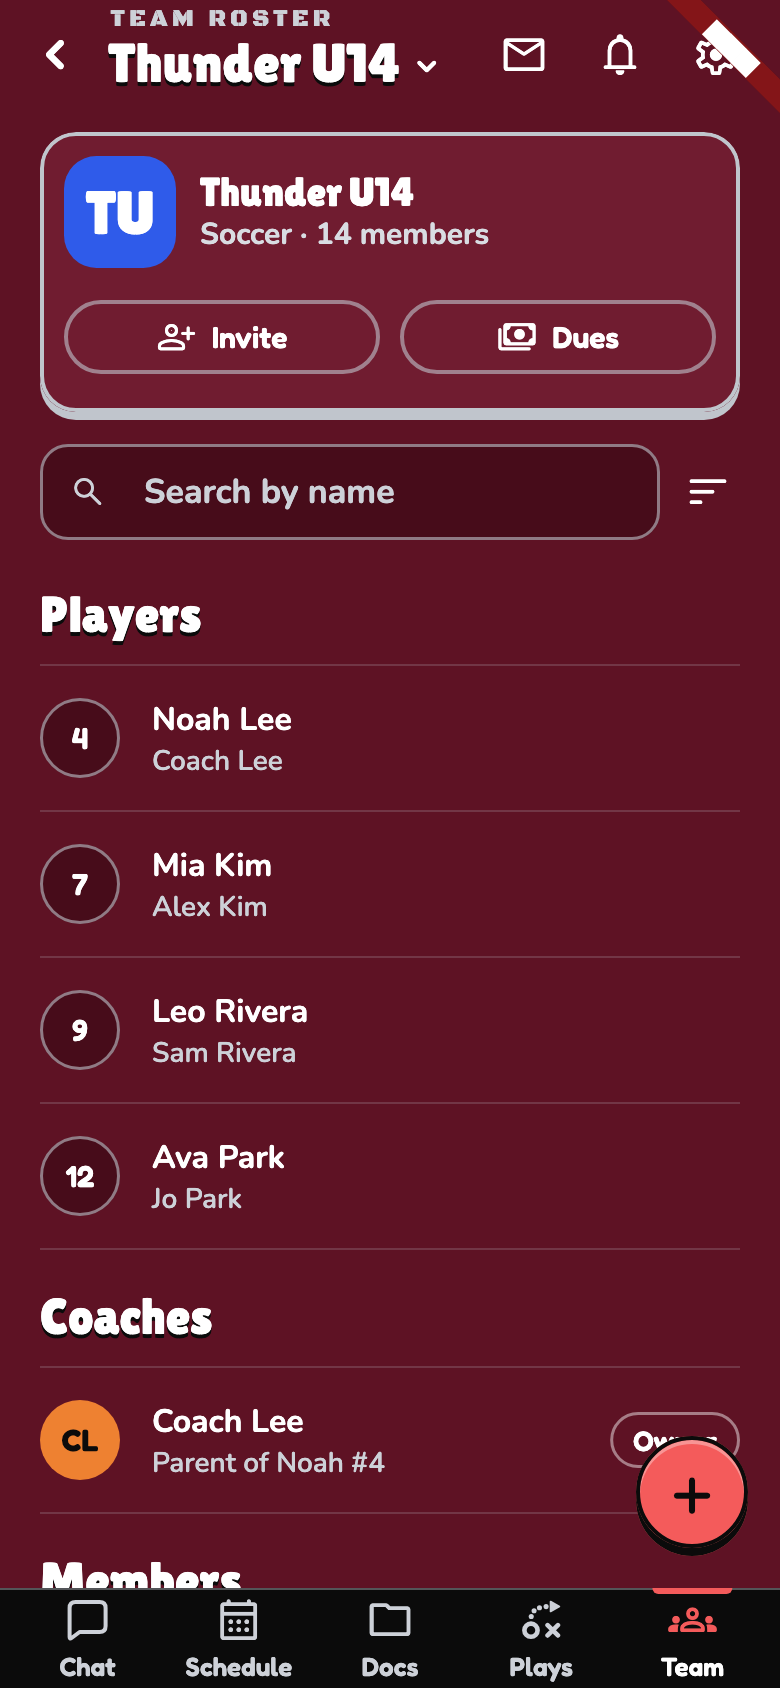 TEAM ROSTER
Thunder U14
TU
Thunder U14
Soccer · 14 members
Invite
Dues
Search by name
Players
4
Noah Lee
Coach Lee
7
Mia Kim
Alex Kim
9
Leo Rivera
Sam Rivera
12
Ava Park
Jo Park
Coaches
CL
Coach Lee
Parent of Noah #4
Members
Chat
Schedule
Docs
Plays
Team